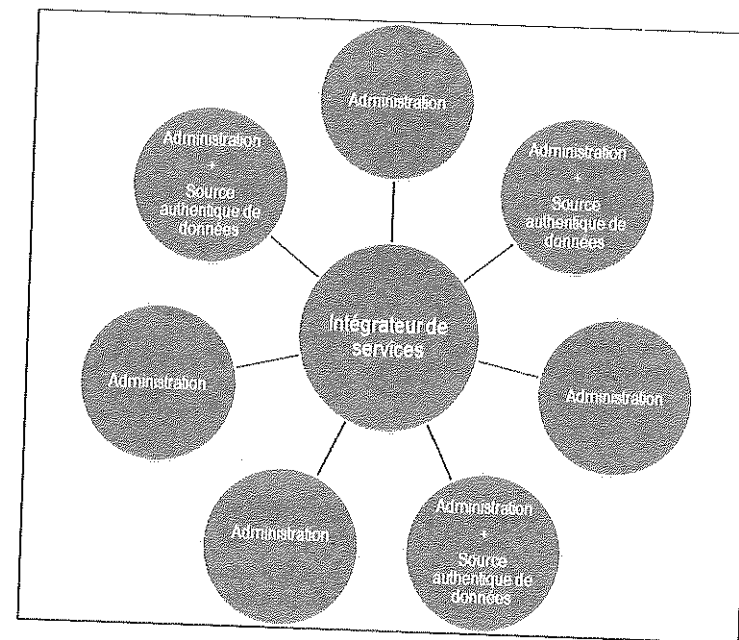 Administration
Administration
+
Source
authentique de
données
Administration
+
Source
authentique de
données
Intégrateur de
services
Administration
Administration
Administration
Administration
+
Source
authentique de
données